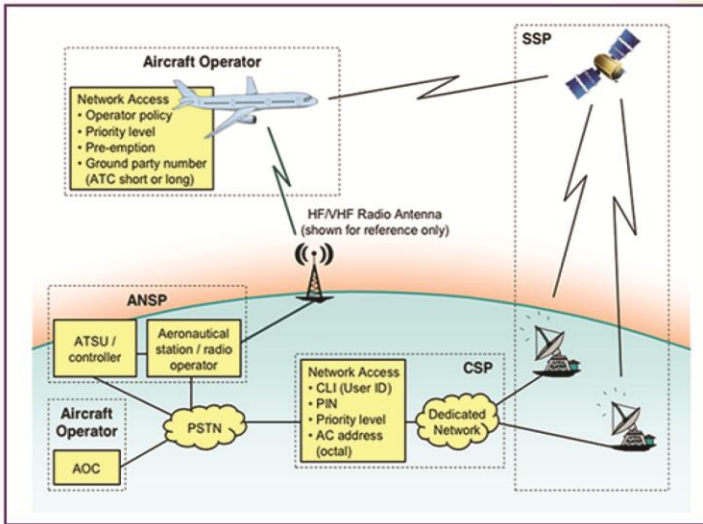 SSP
Aircraft Operator
Network Access
• Operator policy
• Priority level
• Pre-emption
• Ground party number
(ATC short or long)
HF/VHF Radio Antenna
(shown for reference only)
ANSP
ATSU /
controller
Aeronautical
station / radio
operator
CSP
Network Access
• CLI (User ID)
• PIN
• Priority level
• AC address
(octal)
Dedicated
Network
Aircraft
Operator
PSTN
AOC